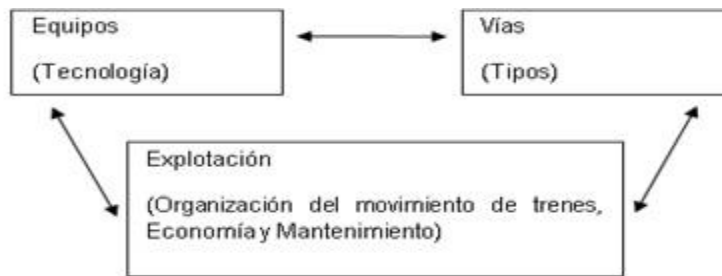 Equipos
(Tecnología)
Vías
(Tipos)
Explotación
(Organización del movimiento de trenes,
Economía y Mantenimiento)